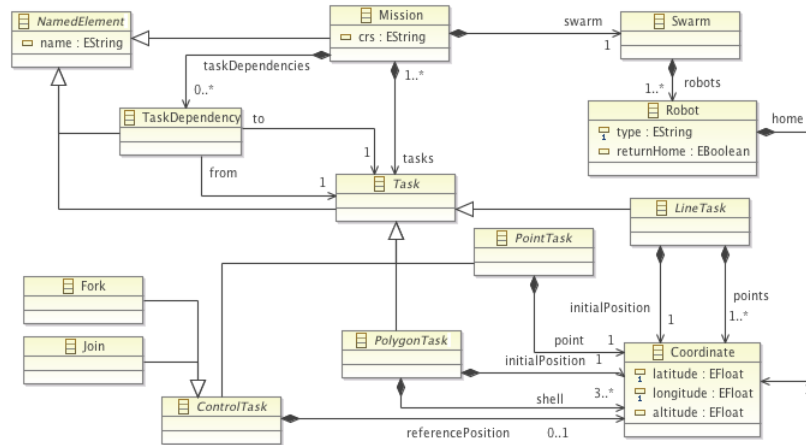 NamedElement
name : EString
Mission
crs : EString
swarm
1
Swarm
taskDependencies
0..*
1..*
robots
1..*
Robot
type : EString
returnHome : EBoolean
home
TaskDependency
to
1
from
1
tasks
Task
LineTask
PointTask
Fork
Join
initialPosition
1
points
1..*
point
1
PolygonTask
initialPosition
1
Coordinate
latitude : EFloat
longitude : EFloat
altitude : EFloat
shell
3..*
ControlTask
referencePosition
0..1